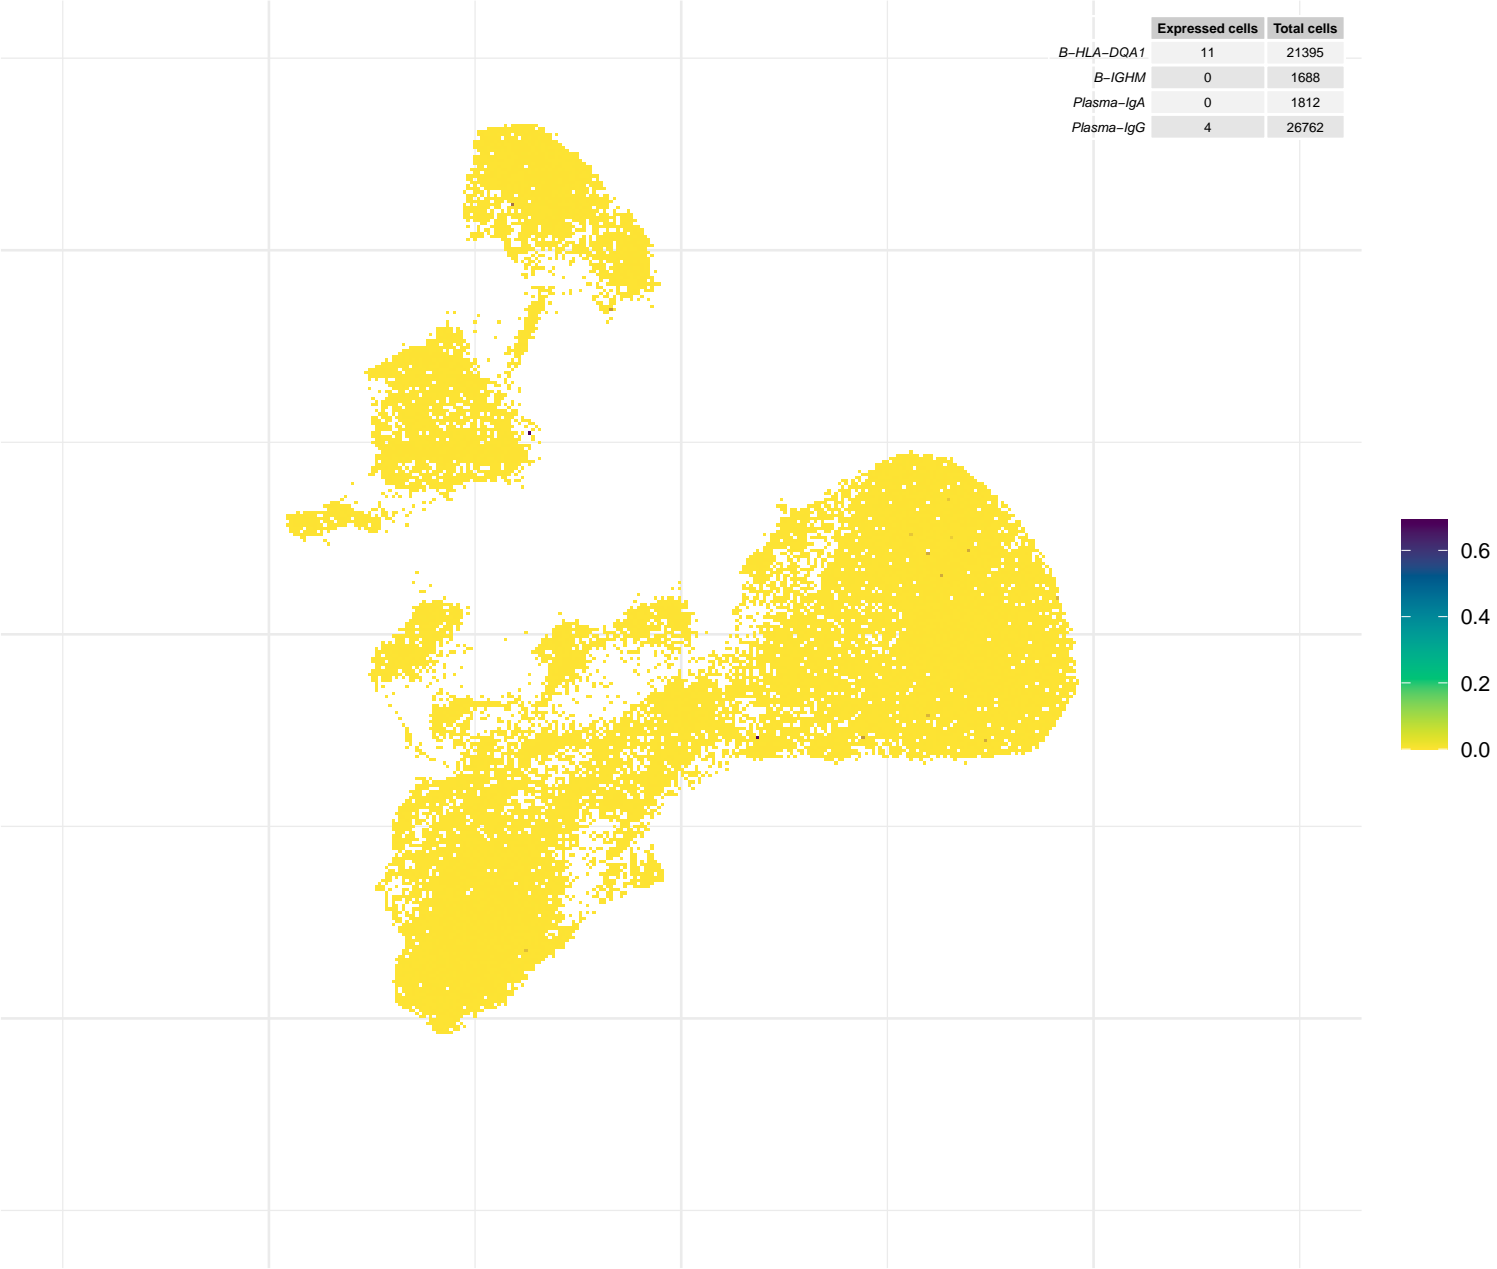 Expressed cells Total cells
B−HLA−DQA1 11 21395
B−IGHM 0 1688
Plasma−IgA 0 1812
Plasma−IgG 4 26762
0.6
0.4
0.2
0.0